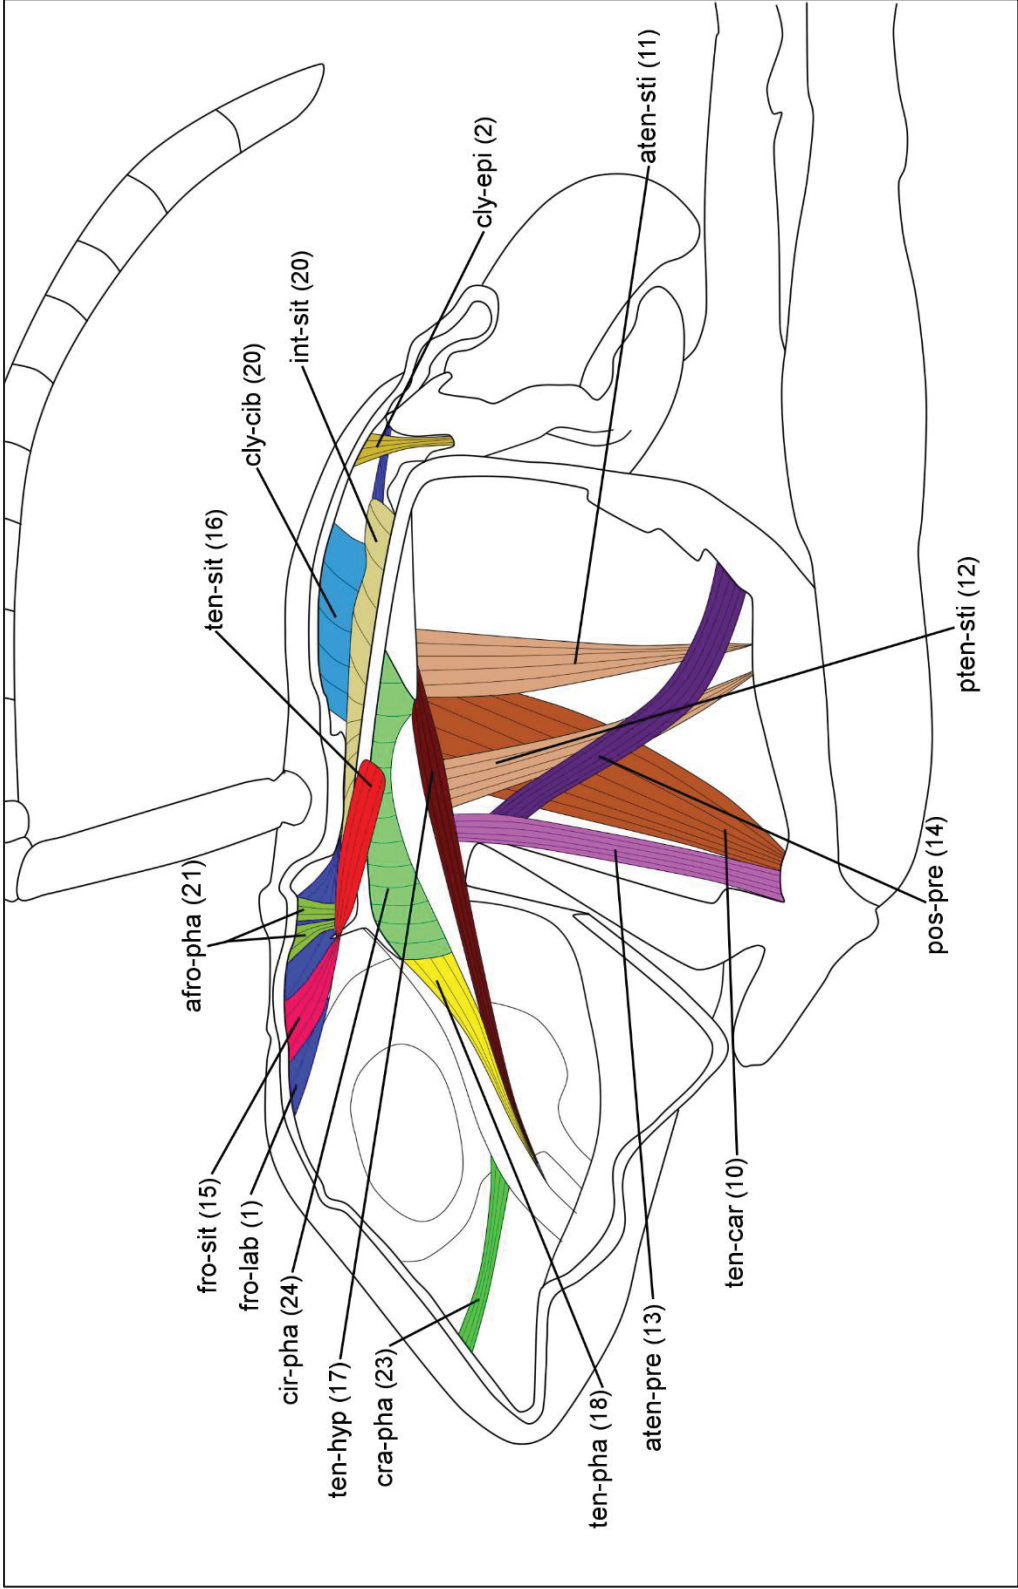 fro-sit (15)
fro-lab (1)
cir-pha (24)
ten-hyp (17)
cra-pha (23)
afro-pha (21)
ten-sit (16)
cly-cib (20)
int-sit (20)
cly-epi (2)
aten-sti (11)
ten-pha (18)
aten-pre (13)
ten-car (10)
pos-pre (14)
pten-sti (12)